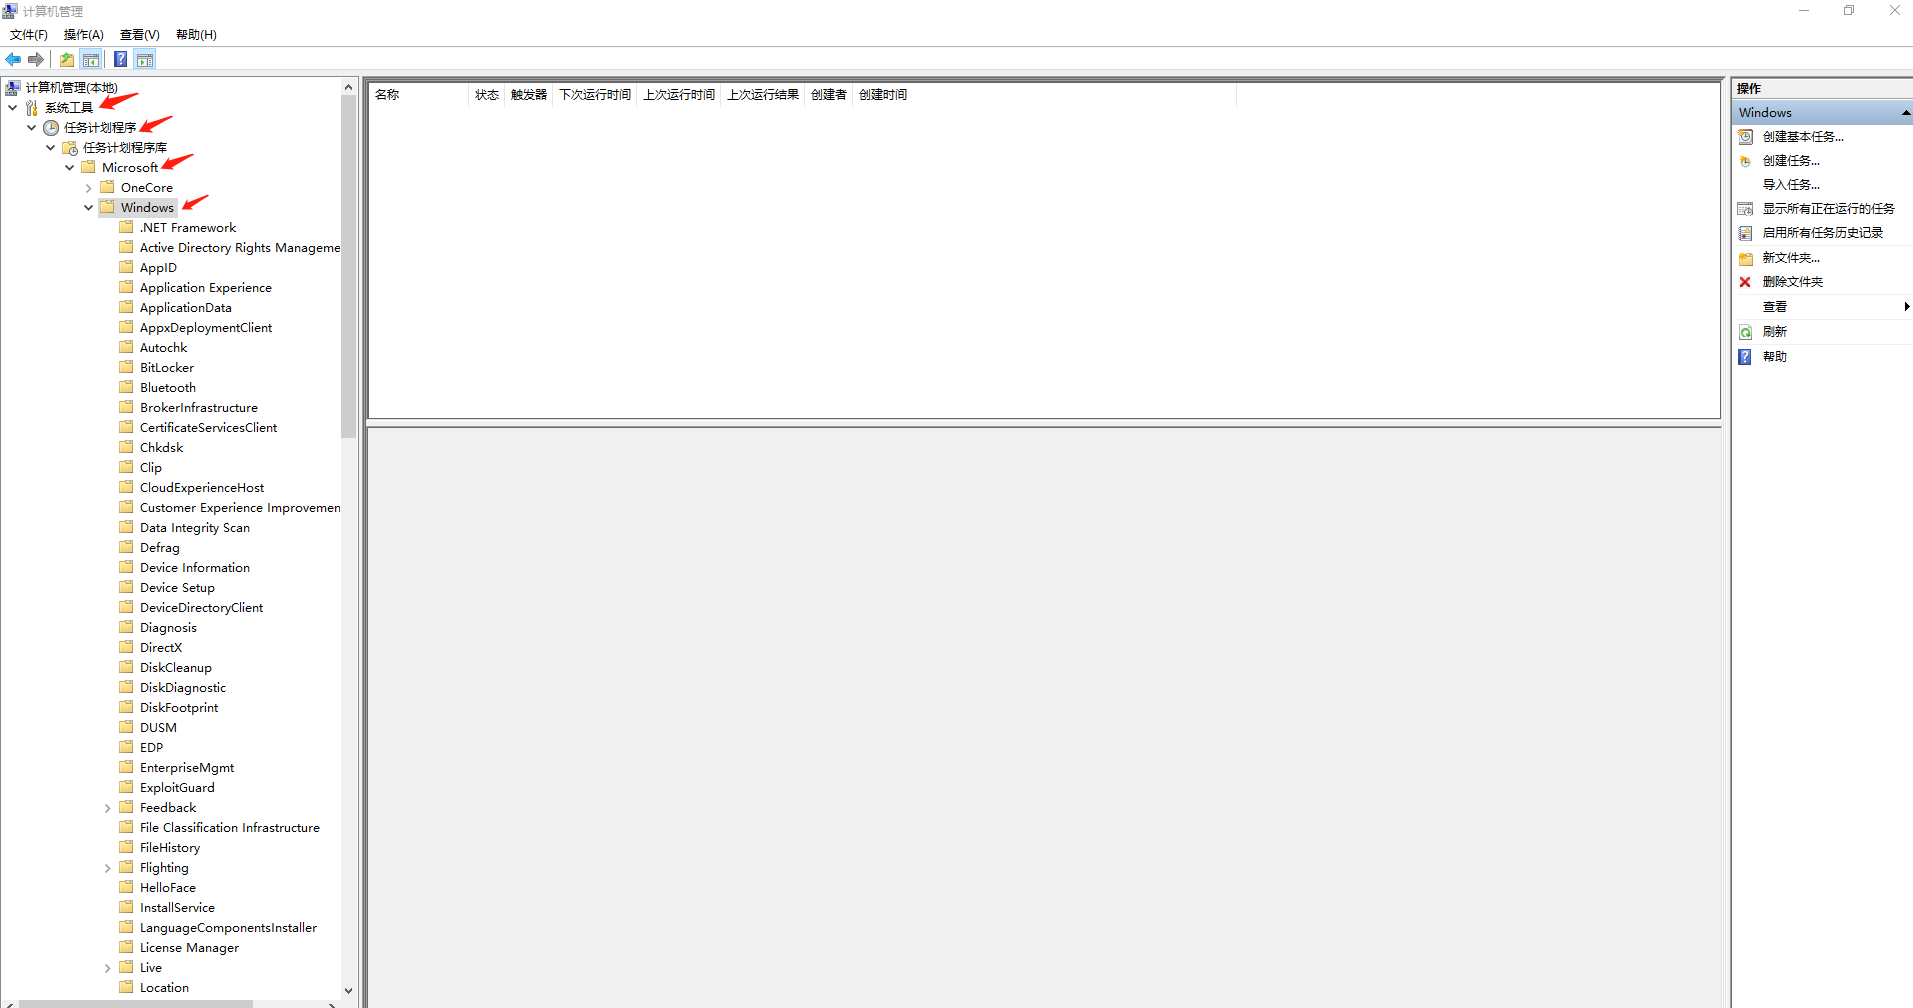 计算机管理
文件(F) 操作(A) 查看(V) 帮助(H)
计算机管理(本地)
系统工具
任务计划程序
任务计划程序库
Microsoft
OneCore
Windows
.NET Framework
Active Directory Rights Manageme
AppID
Application Experience
ApplicationData
AppxDeploymentClient
Autochk
BitLocker
Bluetooth
BrokerInfrastructure
CertificateServicesClient
Chkdsk
Clip
CloudExperienceHost
Customer Experience Improvemen
Data Integrity Scan
Defrag
Device Information
Device Setup
DeviceDirectoryClient
Diagnosis
DirectX
DiskCleanup
DiskDiagnostic
DiskFootprint
DUSM
EDP
EnterpriseMgmt
ExploitGuard
Feedback
File Classification Infrastructure
FileHistory
Flighting
HelloFace
InstallService
LanguageComponentsInstaller
License Manager
Live
Location
名称 状态 触发器 下次运行时间 上次运行时间 上次运行结果 创建者 创建时间
操作
Windows
创建基本任务...
创建任务...
导入任务...
显示所有正在运行的任务
启用所有任务历史记录
新文件夹...
删除文件夹
查看
刷新
帮助